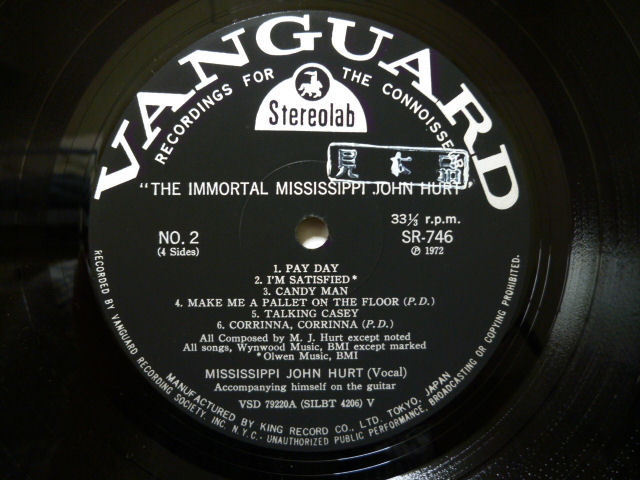 VANGUARD
RECORDINGS FOR THE CONNOISSEUR
Stereolab
見本品
"THE IMMORTAL MISSISSIPPI JOHN HURT"
33⅓ r.p.m.
NO. 2 SR-746
(4 Sides) Ⓟ 1972
1. PAY DAY
2. I'M SATISFIED*
3. CANDY MAN
4. MAKE ME A PALLET ON THE FLOOR (P.D.)
5. TALKING CASEY
6. CORRINNA, CORRINNA (P.D.)
All Composed by M. J. Hurt except noted
All songs, Wynwood Music, BMI except marked
*Olwen Music, BMI
MISSISSIPPI JOHN HURT (Vocal)
Accompanying himself on the guitar
VSD 79220A (SILBT 4206) V
MANUFACTURED BY KING RECORD CO., LTD. TOKYO, JAPAN
RECORDED BY VANGUARD RECORDING SOCIETY, INC. N.Y.C. · UNAUTHORIZED PUBLIC PERFORMANCE, BROADCASTING OR COPYING PROHIBITED.